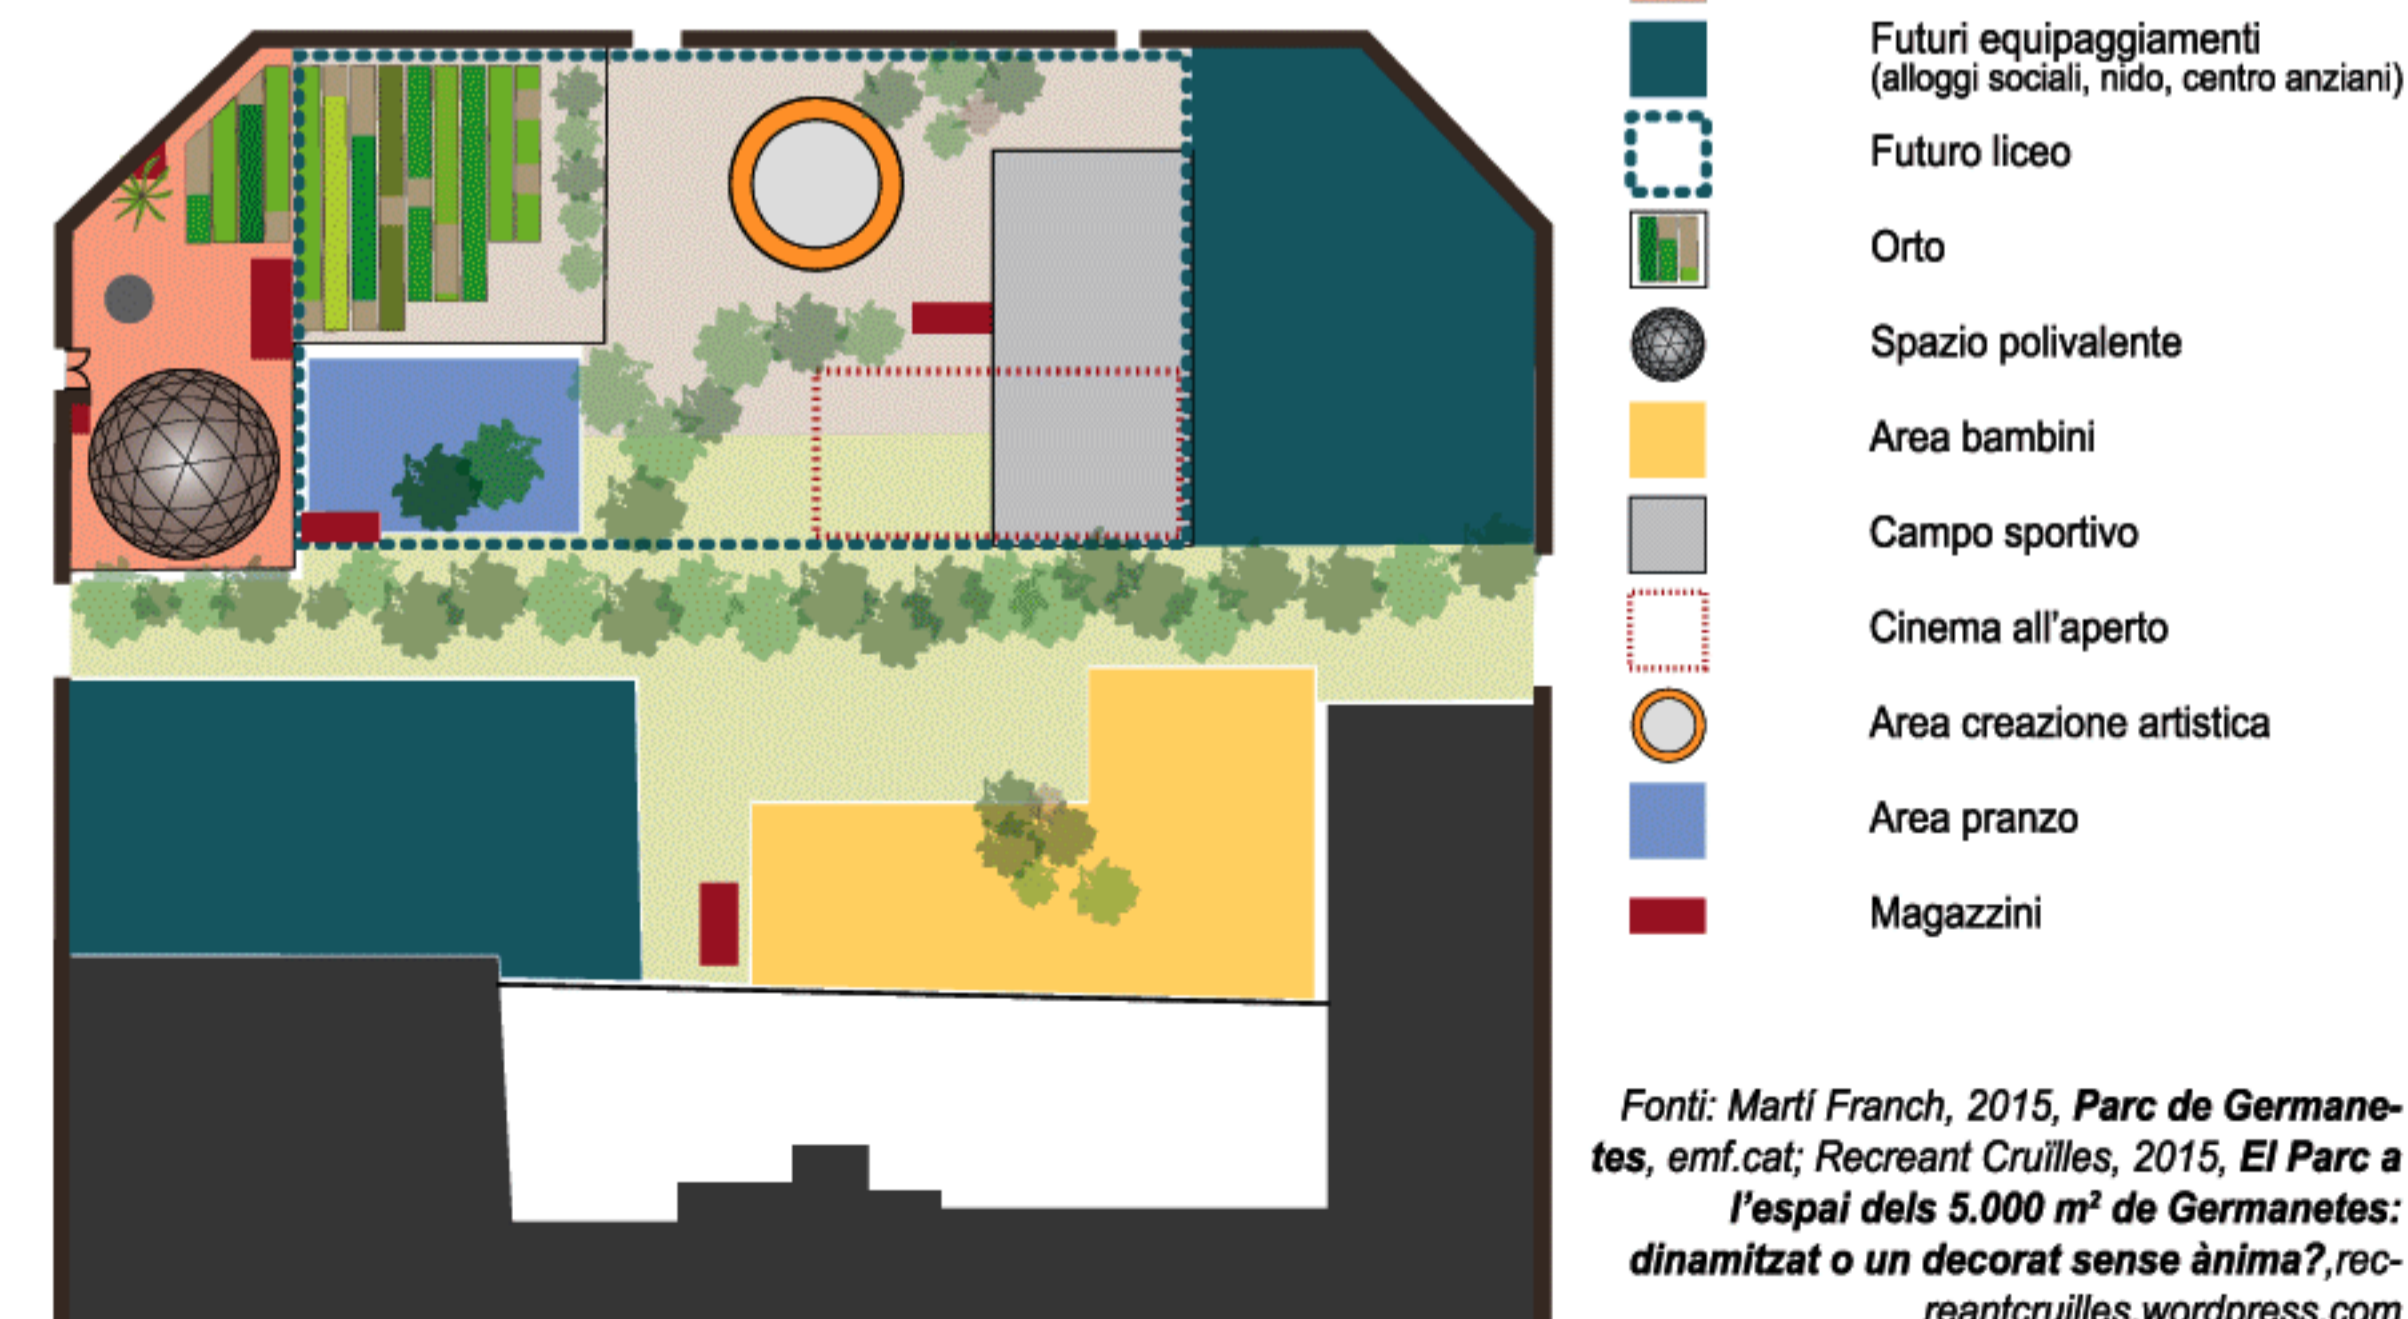 Futuri equipaggiamenti
(alloggi sociali, nido, centro anziani)
Futuro liceo
Orto
Spazio polivalente
Area bambini
Campo sportivo
Cinema all'aperto
Area creazione artistica
Area pranzo
Magazzini
Fonti: Martí Franch, 2015, Parc de Germane-
tes, emf.cat; Recreant Cruïlles, 2015, El Parc a
l'espai dels 5.000 m² de Germanetes:
dinamitzat o un decorat sense ànima?,rec-
reantcruilles.wordpress.com